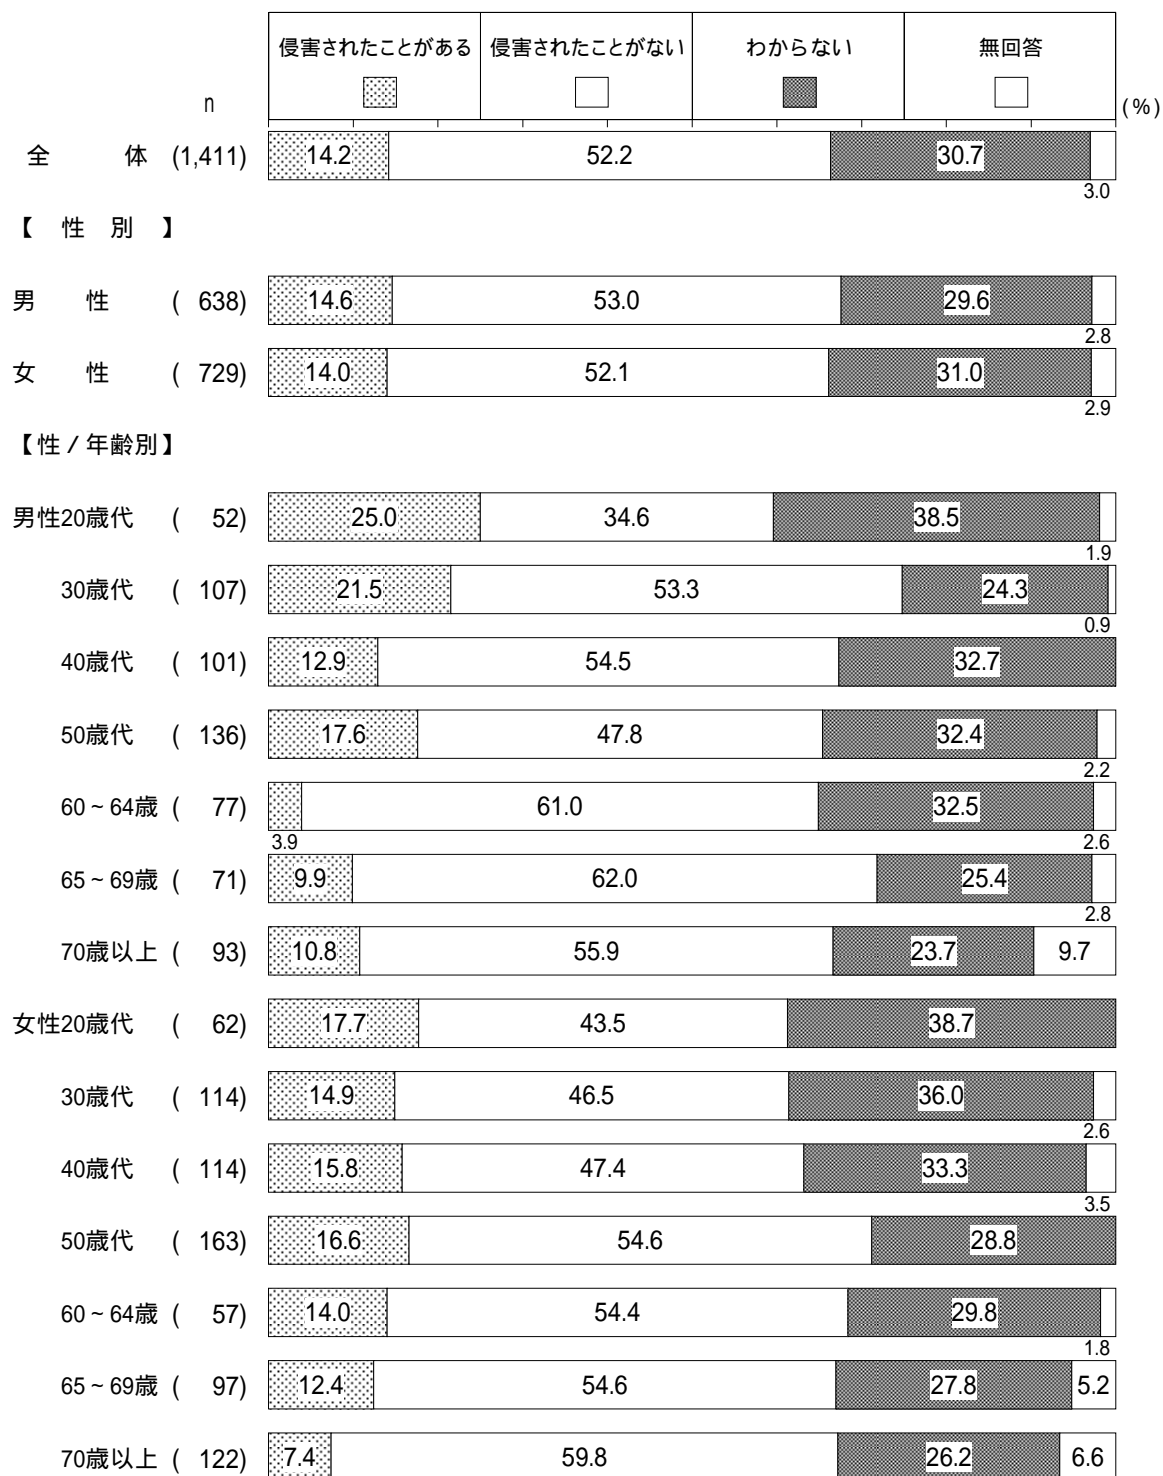 侵害されたことがある 侵害されたことがない わからない 無回答
n (%)
全 体 (1,411) 14.2 52.2 30.7
3.0
【 性 別 】
男 性 ( 638) 14.6 53.0 29.6
2.8
女 性 ( 729) 14.0 52.1 31.0
2.9
【性/年齢別】
男性20歳代 ( 52) 25.0 34.6 38.5
1.9
30歳代 ( 107) 21.5 53.3 24.3
0.9
40歳代 ( 101) 12.9 54.5 32.7
50歳代 ( 136) 17.6 47.8 32.4
2.2
60~64歳 ( 77) 61.0 32.5
3.9 2.6
65~69歳 ( 71) 9.9 62.0 25.4
2.8
70歳以上 ( 93) 10.8 55.9 23.7 9.7
女性20歳代 ( 62) 17.7 43.5 38.7
30歳代 ( 114) 14.9 46.5 36.0
2.6
40歳代 ( 114) 15.8 47.4 33.3
3.5
50歳代 ( 163) 16.6 54.6 28.8
60~64歳 ( 57) 14.0 54.4 29.8
1.8
65~69歳 ( 97) 12.4 54.6 27.8 5.2
70歳以上 ( 122) 7.4 59.8 26.2 6.6